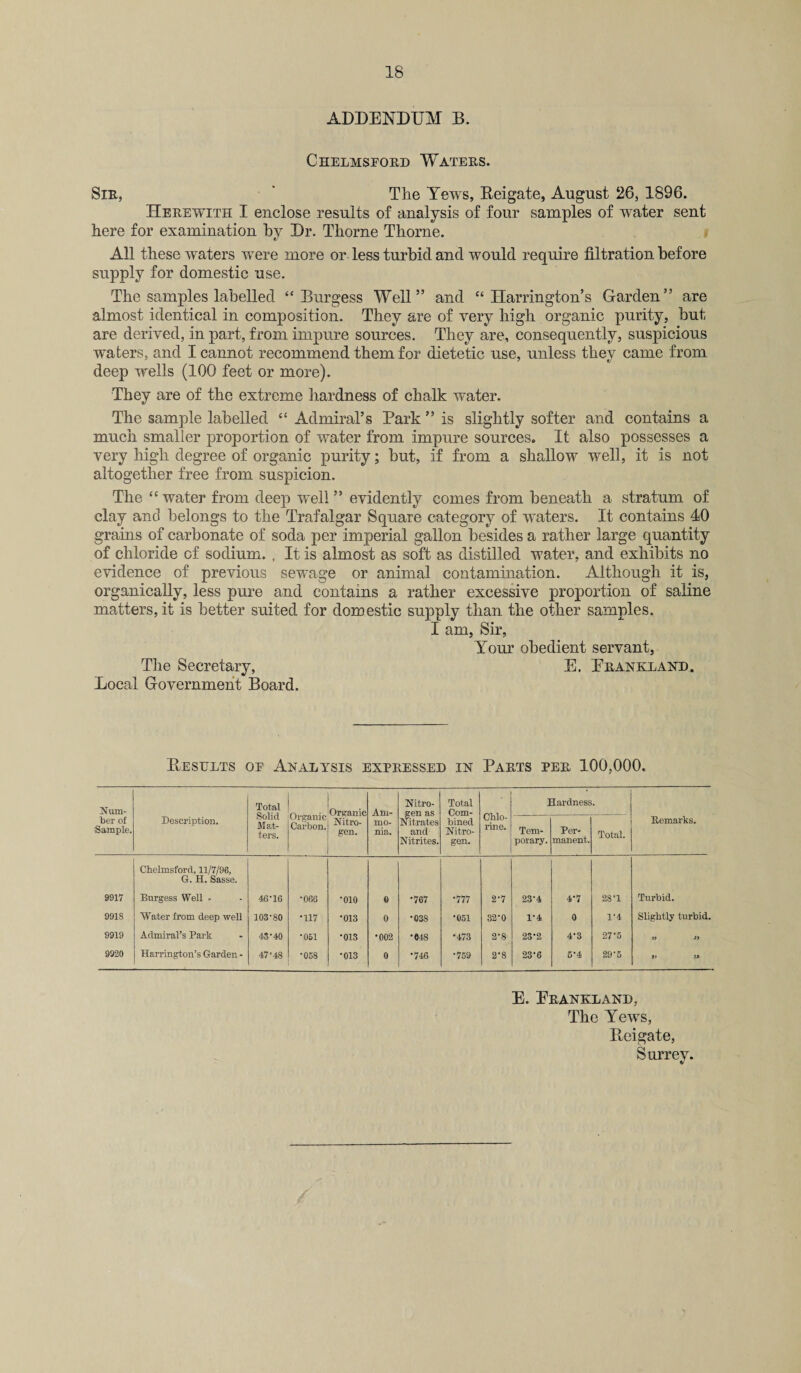 18
ADDENDUM B.
CHELMSFORD WATERS.
SIR, The Yews, Reigate, August 26, 1896.
HEREWITH I enclose results of analysis of four samples of water sent
here for examination by Dr. Thorne Thorne.
All these waters were more or less turbid and would require filtration before
supply for domestic use.
The samples labelled “ Burgess Well ” and “ Harrington’s Garden ” are
almost identical in composition. They are of very high organic purity, but
are derived, in part, from impure sources. They are, consequently, suspicious
waters, and I cannot recommend them for dietetic use, unless they came from
deep wells (100 feet or more).
They are of the extreme hardness of chalk water.
The sample labelled “ Admiral’s Park ” is slightly softer and contains a
much smaller proportion of water from impure sources. It also possesses a
very high degree of organic purity; but, if from a shallow well, it is not
altogether free from suspicion.
The “ water from deep well ” evidently comes from beneath a stratum of
clay and belongs to the Trafalgar Square category of waters. It contains 40
grains of carbonate of soda per imperial gallon besides a rather large quantity
of chloride of sodium. It is almost as soft as distilled water, and exhibits no
evidence of previous sewage or animal contamination. Although it is,
organically, less pure and contains a rather excessive proportion of saline
matters, it is better suited for domestic supply than the other samples.
I am, Sir,
Your obedient servant,
The Secretary, E. FRANKLAND.
Local Government Board.
RESULTS OF ANALYSIS EXPRESSED IN PARTS PER 100,000.
Number of Sample. Description. Total Solid Matters. Organic Carbon. Organic Nitrogen. Ammonia. Nitrogen as Nitrates and Nitrites. Total Combined Nitrogen. Chlorine. Hardness. Temporary. Permanent. Total. Remarks.
Chelmsford, 11/7/96,
G. H. Sasse.
9917 Burgess Well - - 46·16 ·066 ·010 0 ·767 ·777 2·7 23·4 4·7 28·1 Turbid.
9918 Water from deep well 103·80 ·117 ·013 0 ·038 ·051 32·0 1·4 0 1·4 Slightly turbid.
9919 Admiral’s Park - 43·40 ·051 ·013 ·002 ·648 ·473 2·8 23·2 4·3 27·5 „ „
9920 Harrington’s Garden - 47·48 ·058 ·013 0 ·746 ·759 2·8 23·6 5·4 29·5 „ „
E. FRANKLAND,
The Yews,
Reigate,
Surrey.